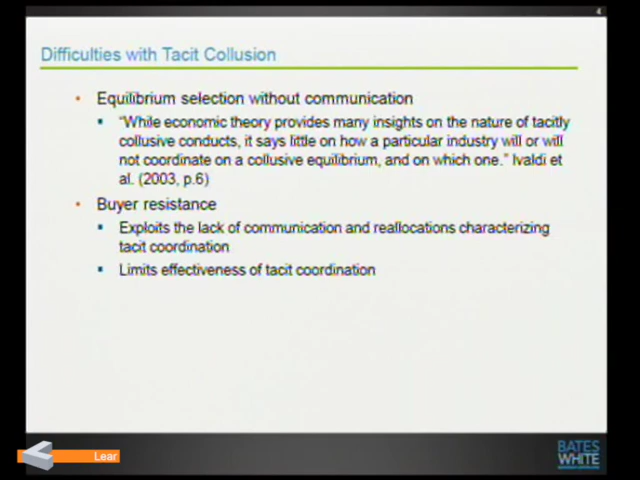 4
Difficulties with Tacit Collusion
• Equilibrium selection without communication
▪ "While economic theory provides many insights on the nature of tacitly
collusive conducts, it says little on how a particular industry will or will
not coordinate on a collusive equilibrium, and on which one." Ivaldi et
al. (2003, p.6)
• Buyer resistance
▪ Exploits the lack of communication and reallocations characterizing
tacit coordination
▪ Limits effectiveness of tacit coordination
Lear
BATES
WHITE